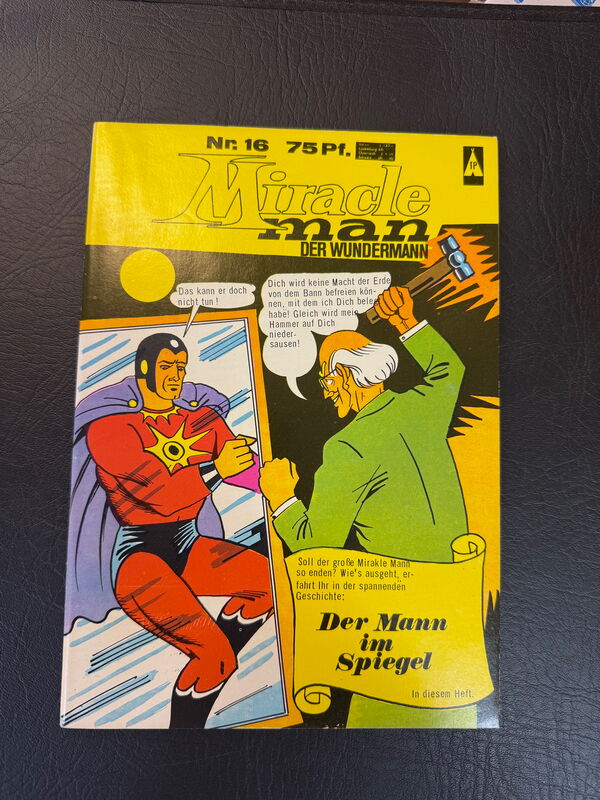 Nr. 16 75 Pf.
TP
Miracle
man
DER WUNDERMANN
Das kann er doch
nicht tun!
Dich wird keine Macht der Erde
von dem Bann befreien kön-
nen, mit dem ich Dich bele
habe! Gleich wird mein
Hammer auf Dich
nieder-
sausen!
Soll der große Mirakle Mann
so enden? Wie's ausgeht, er-
fahrt Ihr in der spannenden
Geschichte:
Der Mann
im
Spiegel
In diesem Heft.